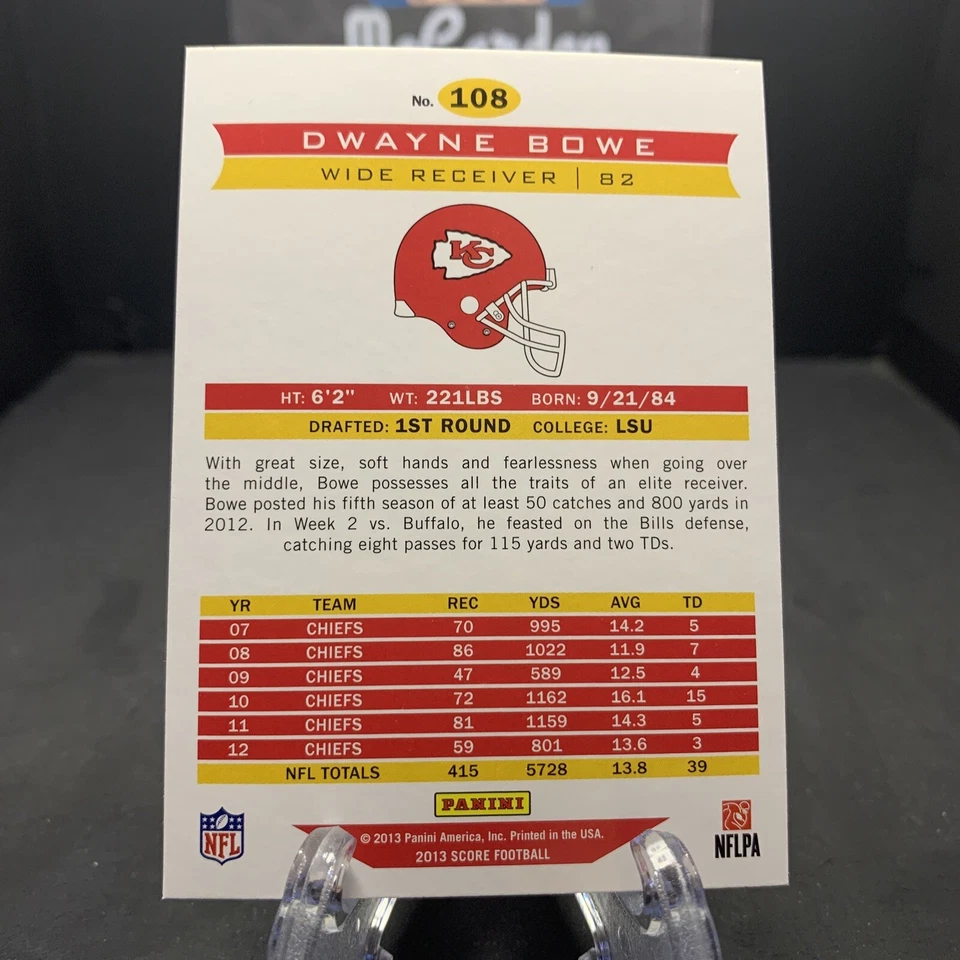 No. 108
DWAYNE BOWE
WIDE RECEIVER | 82
KC
8
HT: 6'2" WT: 221LBS BORN: 9/21/84
DRAFTED: 1ST ROUND COLLEGE: LSU
With great size, soft hands and fearlessness when going over
the middle, Bowe possesses all the traits of an elite receiver.
Bowe posted his fifth season of at least 50 catches and 800 yards in
2012. In Week 2 vs. Buffalo, he feasted on the Bills defense,
catching eight passes for 115 yards and two TDs.
YR TEAM REC YDS AVG TD
07 CHIEFS 70 995 14.2 5
08 CHIEFS 86 1022 11.9 7
09 CHIEFS 47 589 12.5 4
10 CHIEFS 72 1162 16.1 15
11 CHIEFS 81 1159 14.3 5
12 CHIEFS 59 801 13.6 3
NFL TOTALS 415 5728 13.8 39
PANINI
NFL
© 2013 Panini America, Inc. Printed in the USA.
2013 SCORE FOOTBALL
NFLPA